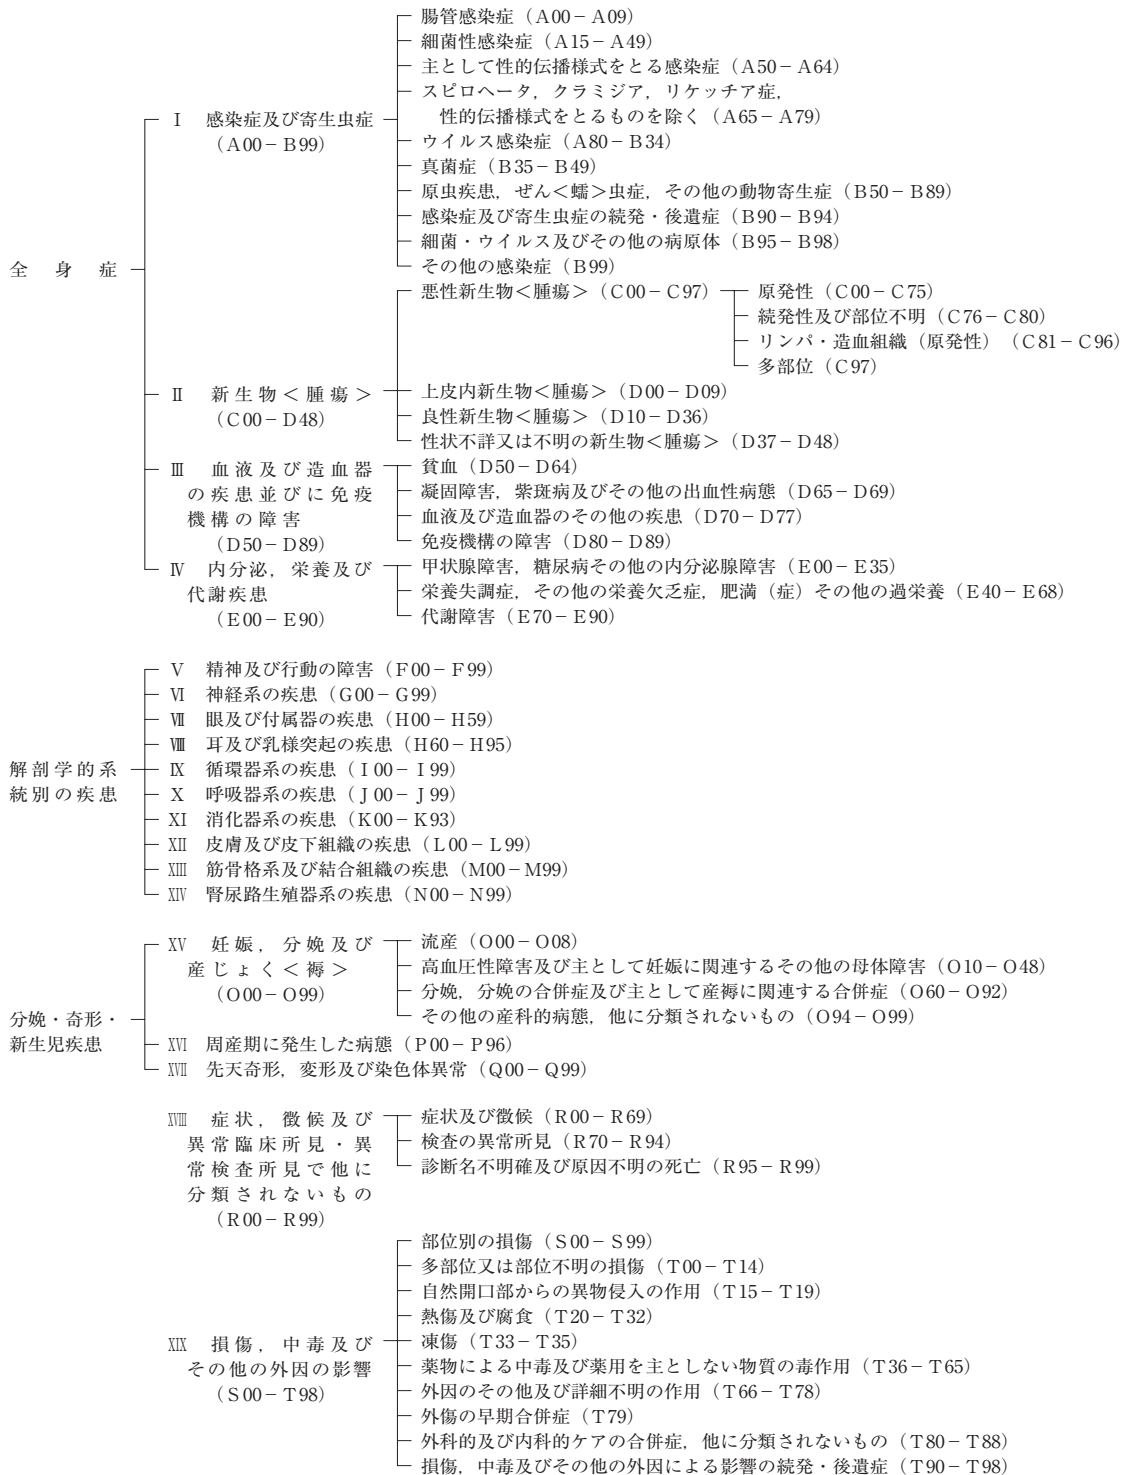 全身症
Ⅰ 感染症及び寄生虫症
(A00－B99)
腸管感染症(A00－A09)
細菌性感染症(A15－A49)
主として性的伝播様式をとる感染症(A50－A64)
スピロヘータ，クラミジア，リケッチア症，
性的伝播様式をとるものを除く(A65－A79)
ウイルス感染症(A80－B34)
真菌症(B35－B49)
原虫疾患，ぜん＜蠕＞虫症，その他の動物寄生症(B50－B89)
感染症及び寄生虫症の続発・後遺症(B90－B94)
細菌・ウイルス及びその他の病原体(B95－B98)
その他の感染症(B99)
Ⅱ 新生物＜腫瘍＞
(C00－D48)
悪性新生物＜腫瘍＞(C00－C97)
原発性(C00－C75)
続発性及び部位不明(C76－C80)
リンパ・造血組織(原発性)(C81－C96)
多部位(C97)
上皮内新生物＜腫瘍＞(D00－D09)
良性新生物＜腫瘍＞(D10－D36)
性状不詳又は不明の新生物＜腫瘍＞(D37－D48)
Ⅲ 血液及び造血器
の疾患並びに免疫
機構の障害
(D50－D89)
貧血(D50－D64)
凝固障害，紫斑病及びその他の出血性病態(D65－D69)
血液及び造血器のその他の疾患(D70－D77)
免疫機構の障害(D80－D89)
Ⅳ 内分泌，栄養及び
代謝疾患
(E00－E90)
甲状腺障害，糖尿病その他の内分泌腺障害(E00－E35)
栄養失調症，その他の栄養欠乏症，肥満(症)その他の過栄養(E40－E68)
代謝障害(E70－E90)
解剖学的系
統別の疾患
Ⅴ 精神及び行動の障害(F00－F99)
Ⅵ 神経系の疾患(G00－G99)
Ⅶ 眼及び付属器の疾患(H00－H59)
Ⅷ 耳及び乳様突起の疾患(H60－H95)
Ⅸ 循環器系の疾患(I00－I99)
Ⅹ 呼吸器系の疾患(J00－J99)
XI 消化器系の疾患(K00－K93)
XII 皮膚及び皮下組織の疾患(L00－L99)
XIII 筋骨格系及び結合組織の疾患(M00－M99)
XIV 腎尿路生殖器系の疾患(N00－N99)
分娩・奇形・
新生児疾患
XV 妊娠，分娩及び
産じょく＜褥＞
(O00－O99)
流産(O00－O08)
高血圧性障害及び主として妊娠に関連するその他の母体障害(O10－O48)
分娩，分娩の合併症及び主として産褥に関連する合併症(O60－O92)
その他の産科的病態，他に分類されないもの(O94－O99)
XVI 周産期に発生した病態(P00－P96)
XVII 先天奇形，変形及び染色体異常(Q00－Q99)
XVIII 症状，徴候及び
異常臨床所見・異
常検査所見で他に
分類されないもの
(R00－R99)
症状及び徴候(R00－R69)
検査の異常所見(R70－R94)
診断名不明確及び原因不明の死亡(R95－R99)
XIX 損傷，中毒及び
その他の外因の影響
(S00－T98)
部位別の損傷(S00－S99)
多部位又は部位不明の損傷(T00－T14)
自然開口部からの異物侵入の作用(T15－T19)
熱傷及び腐食(T20－T32)
凍傷(T33－T35)
薬物による中毒及び薬用を主としない物質の毒作用(T36－T65)
外因のその他及び詳細不明の作用(T66－T78)
外傷の早期合併症(T79)
外科的及び内科的ケアの合併症，他に分類されないもの(T80－T88)
損傷，中毒及びその他の外因による影響の続発・後遺症(T90－T98)